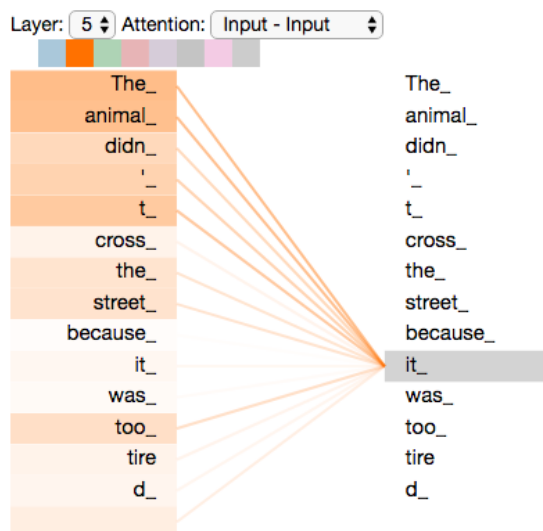 Layer: 5 Attention: Input - Input
The_ The_
animal_ animal_
didn_ didn_
'_ '_
t_ t_
cross_ cross_
the_ the_
street_ street_
because_ because_
it_ it_
was_ was_
too_ too_
tire tire
d_ d_